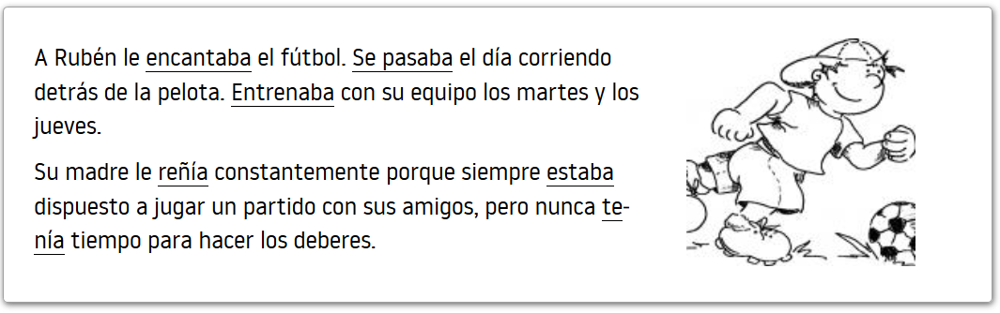 A Rubén le encantaba el fútbol. Se pasaba el día corriendo
detrás de la pelota. Entrenaba con su equipo los martes y los
jueves.
Su madre le reñía constantemente porque siempre estaba
dispuesto a jugar un partido con sus amigos, pero nunca te-
nía tiempo para hacer los deberes.